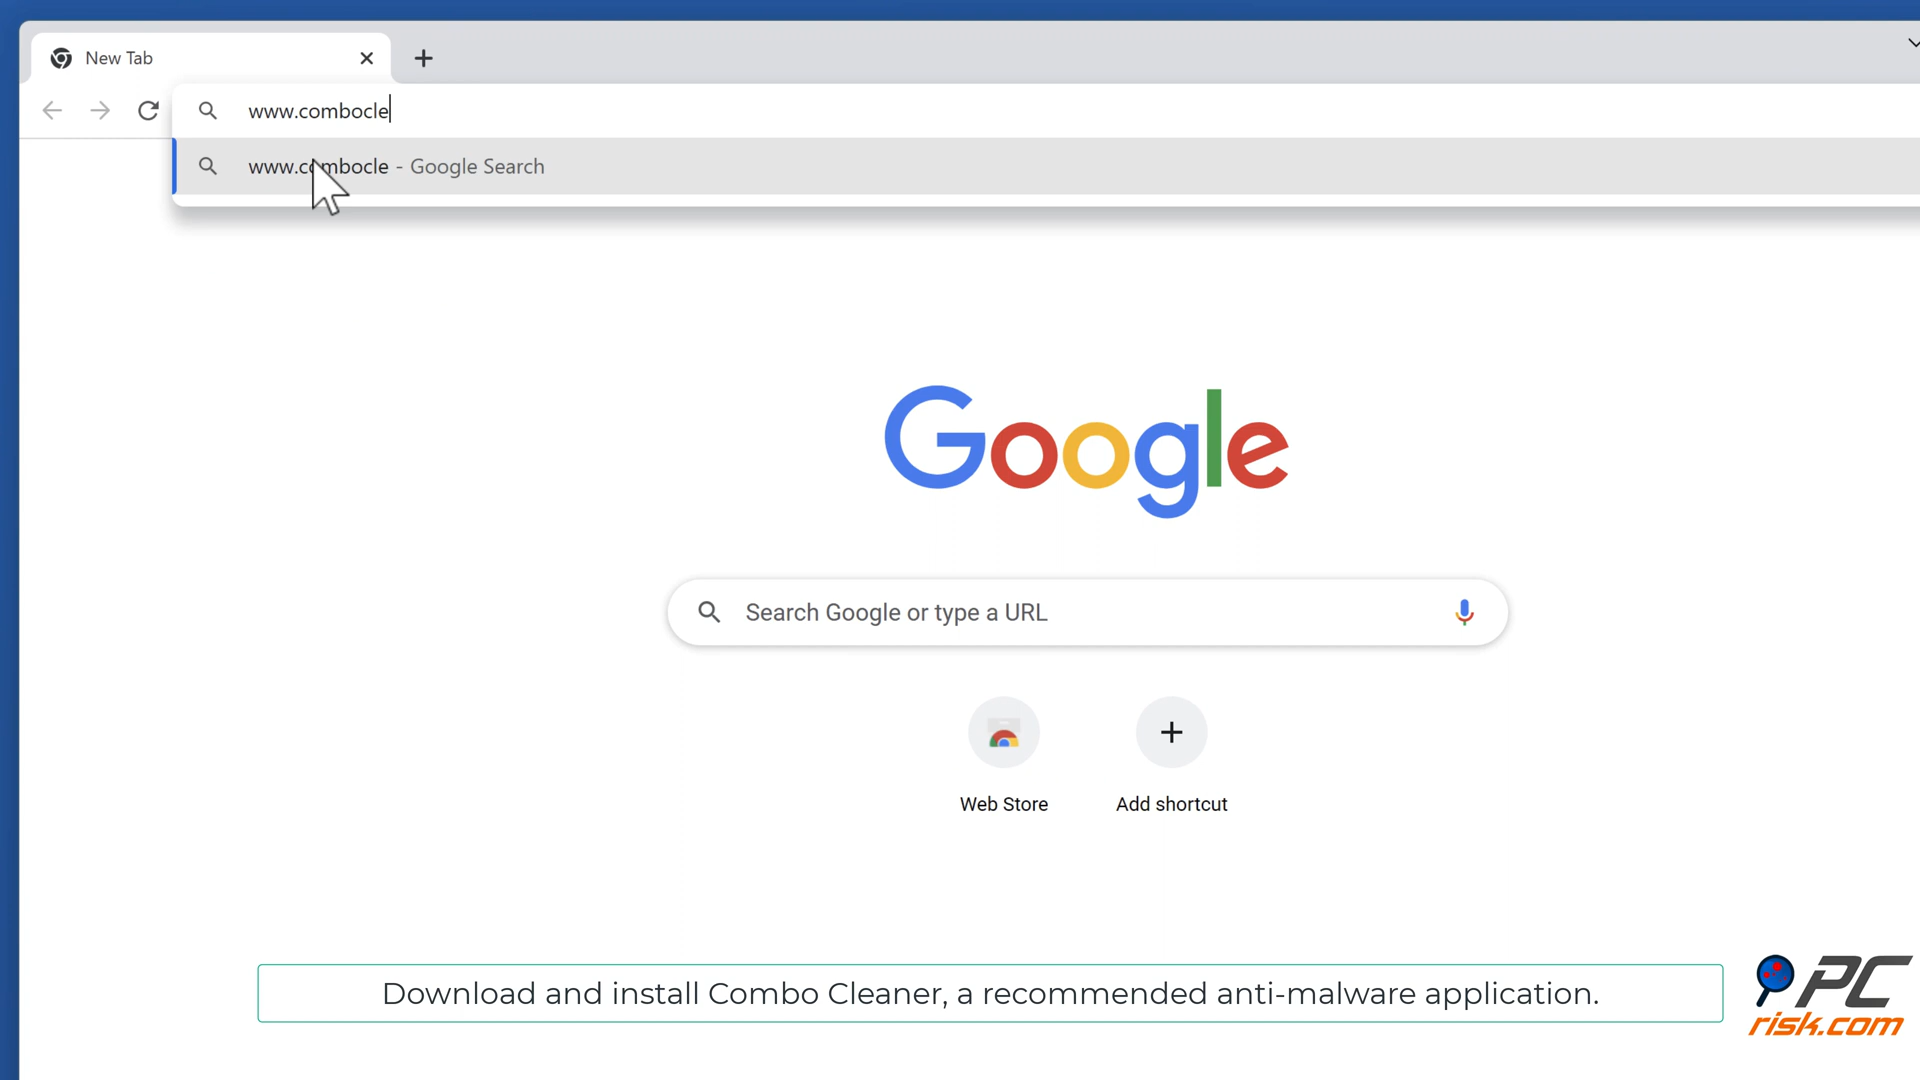 New Tab
www.combocle
www.combocle - Google Search
Google
Search Google or type a URL
Web Store
Add shortcut
Download and install Combo Cleaner, a recommended anti-malware application.
PC
risk.com